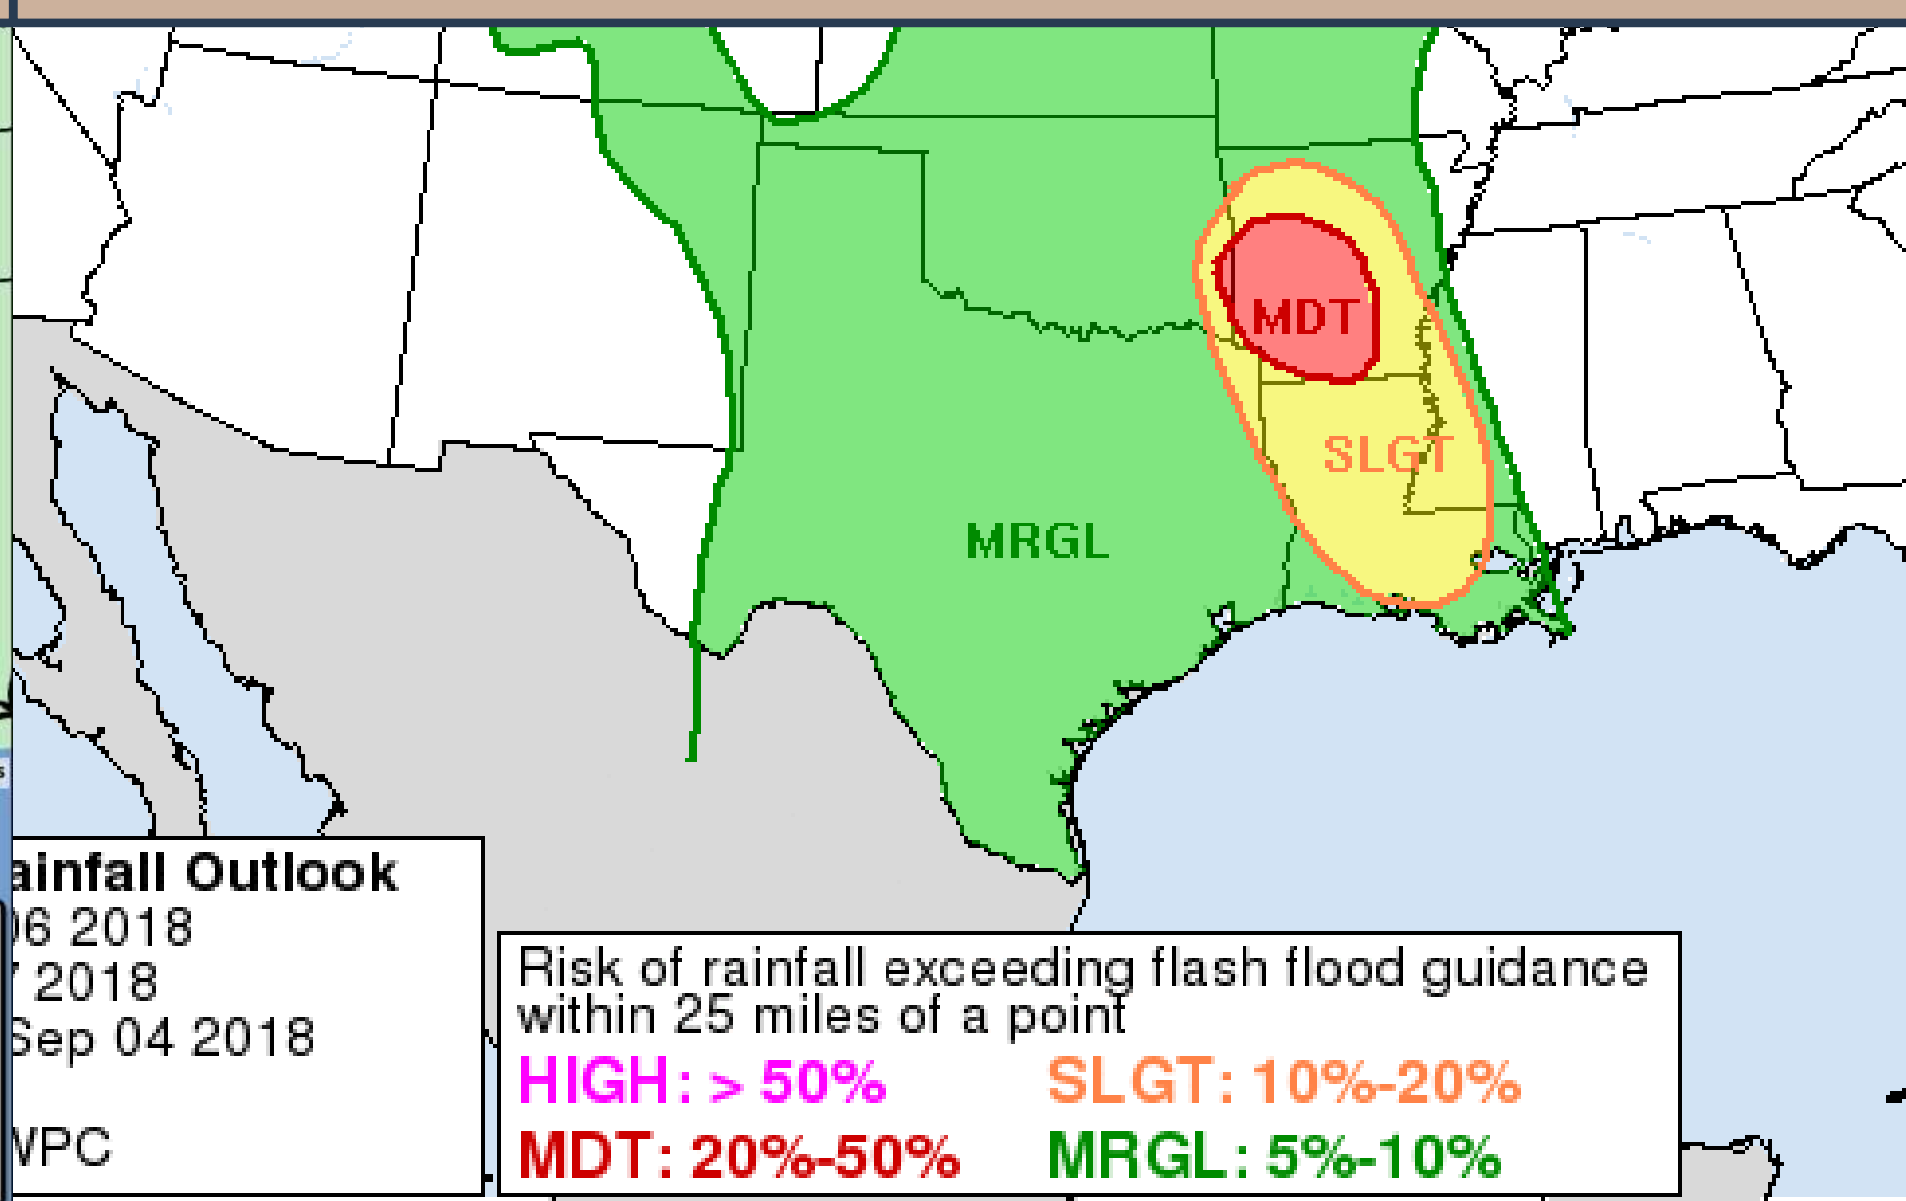 MDT
SLGT
MRGL
ainfall Outlook
06 2018
2018
Sep 04 2018
WPC
Risk of rainfall exceeding flash flood guidance
within 25 miles of a point
HIGH: > 50%
SLGT: 10%-20%
MDT: 20%-50%
MRGL: 5%-10%